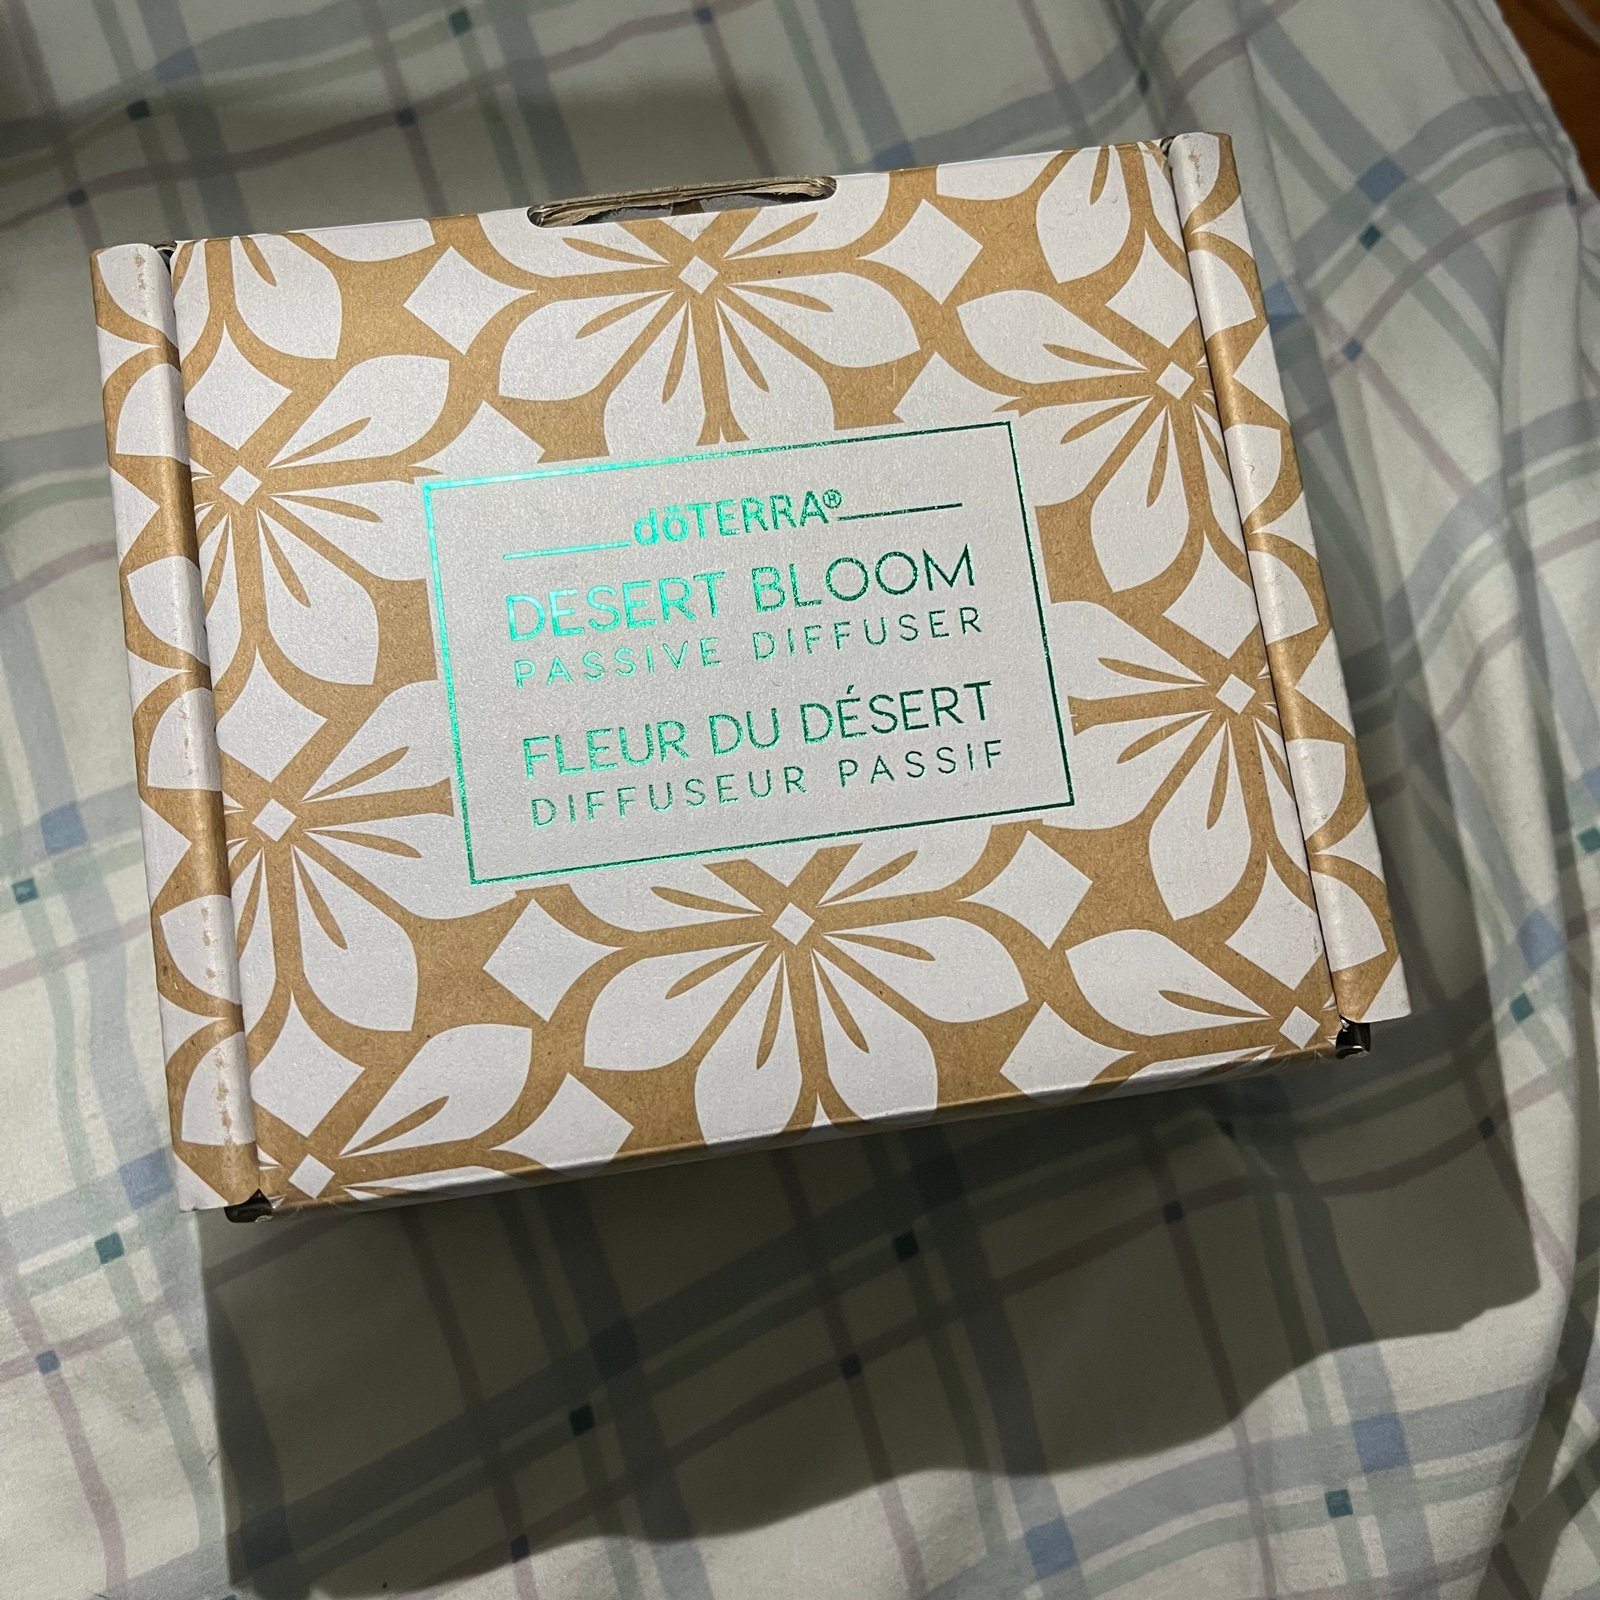 dōTERRA®
DESERT BLOOM
PASSIVE DIFFUSER
FLEUR DU DÉSERT
DIFFUSEUR PASSIF